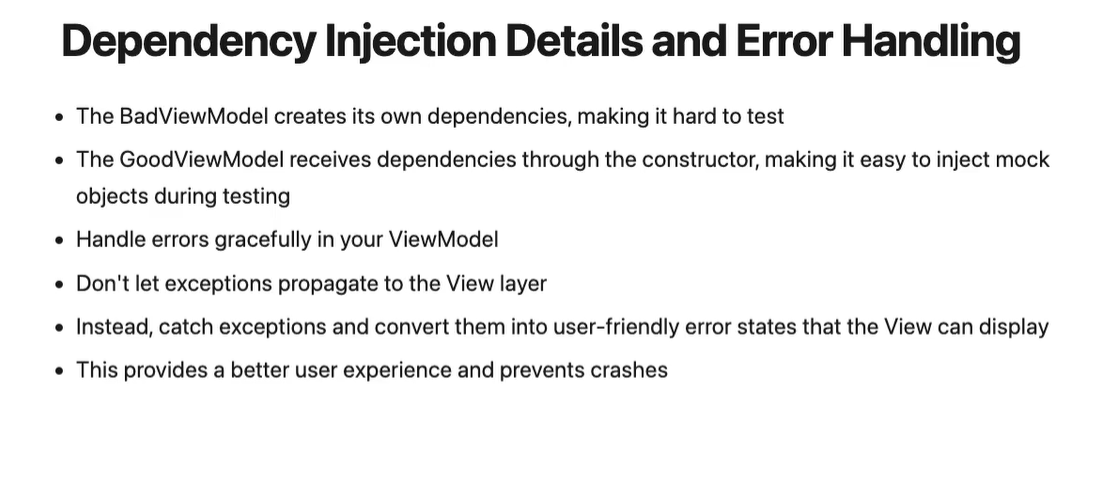 Dependency Injection Details and Error Handling
• The BadViewModel creates its own dependencies, making it hard to test
• The GoodViewModel receives dependencies through the constructor, making it easy to inject mock
objects during testing
• Handle errors gracefully in your ViewModel
• Don't let exceptions propagate to the View layer
• Instead, catch exceptions and convert them into user-friendly error states that the View can display
• This provides a better user experience and prevents crashes